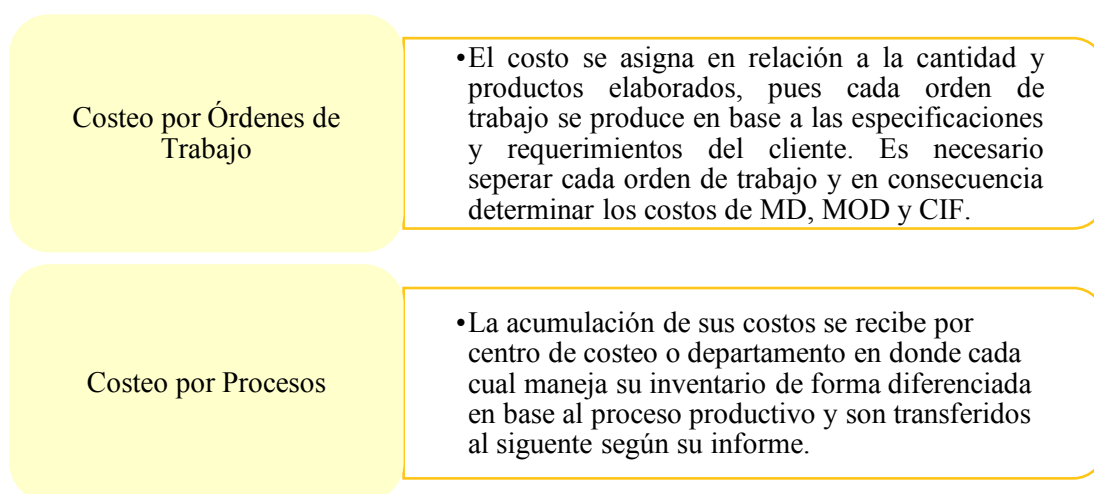 Costeo por Órdenes de
Trabajo
•El costo se asigna en relación a la cantidad y
productos elaborados, pues cada orden de
trabajo se produce en base a las especificaciones
y requerimientos del cliente. Es necesario
seperar cada orden de trabajo y en consecuencia
determinar los costos de MD, MOD y CIF.
Costeo por Procesos
•La acumulación de sus costos se recibe por
centro de costeo o departamento en donde cada
cual maneja su inventario de forma diferenciada
en base al proceso productivo y son transferidos
al siguente según su informe.